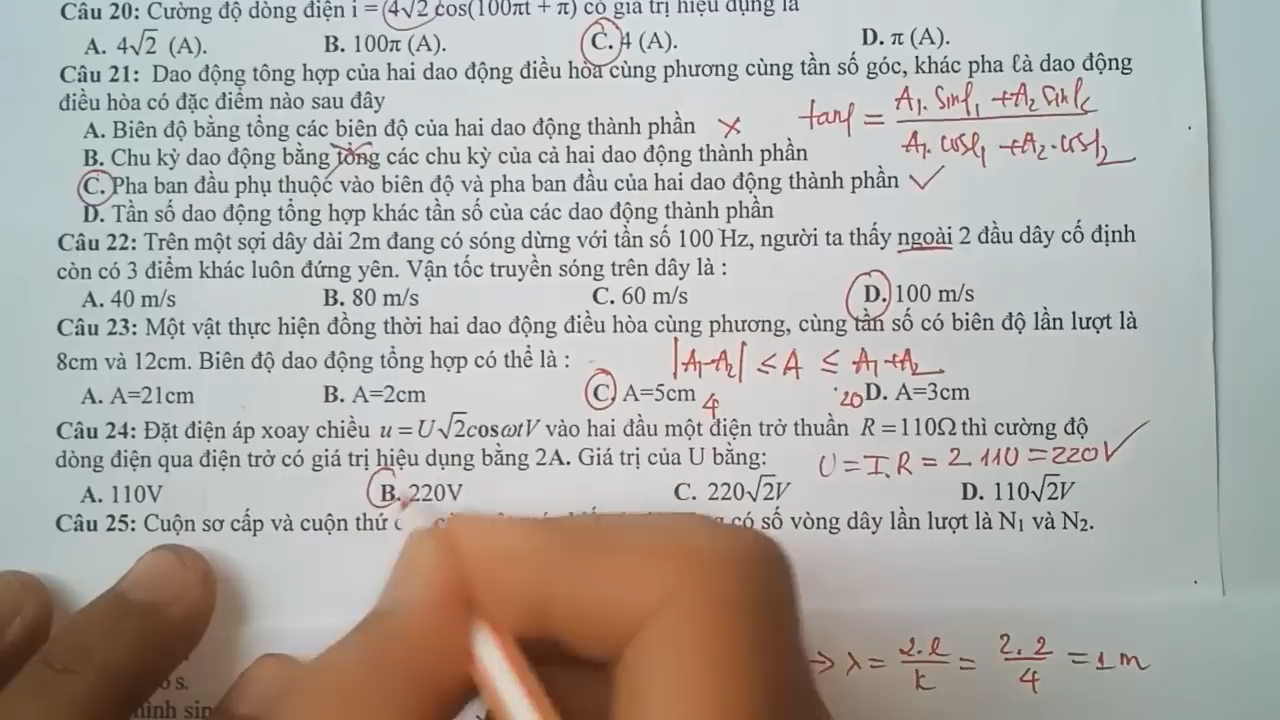 Câu 20: Cường độ dòng điện i = (4√2 cos(100πt + π) có giá trị hiệu dụng là
A. 4√2 (A). B. 100π (A). C. 4 (A). D. π (A).
Câu 21: Dao động tông hợp của hai dao động điều hòa cùng phương cùng tần số góc, khác pha là dao động
điều hòa có đặc điểm nào sau đây
tanφ = A₁. Sinφ₁ + A₂ sinφ₂ / A₁. cosφ₁ + A₂. cosφ₂
A. Biên độ bằng tổng các biên độ của hai dao động thành phần ×
B. Chu kỳ dao động bằng tổng các chu kỳ của cả hai dao động thành phần
C. Pha ban đầu phụ thuộc vào biên độ và pha ban đầu của hai dao động thành phần ✓
D. Tần số dao động tổng hợp khác tần số của các dao động thành phần
Câu 22: Trên một sợi dây dài 2m đang có sóng dừng với tần số 100 Hz, người ta thấy ngoài 2 đầu dây cố định
còn có 3 điểm khác luôn đứng yên. Vận tốc truyền sóng trên dây là :
A. 40 m/s B. 80 m/s C. 60 m/s D. 100 m/s
Câu 23: Một vật thực hiện đồng thời hai dao động điều hòa cùng phương, cùng tần số có biên độ lần lượt là
8cm và 12cm. Biên độ dao động tổng hợp có thể là : |A₁-A₂| ≤ A ≤ A₁+A₂
A. A=21cm B. A=2cm C. A=5cm 4 20 D. A=3cm
Câu 24: Đặt điện áp xoay chiều u = U√2cosωtV vào hai đầu một điện trở thuần R = 110Ω thì cường độ
dòng điện qua điện trở có giá trị hiệu dụng bằng 2A. Giá trị của U bằng: U = I.R = 2.110 = 220V ✓
A. 110V B. 220V C. 220√2V D. 110√2V
Câu 25: Cuộn sơ cấp và cuộn thứ có số vòng dây lần lượt là N₁ và N₂.
→ λ = 2.l / k = 2.2 / 4 = 1m
s.
hình sin